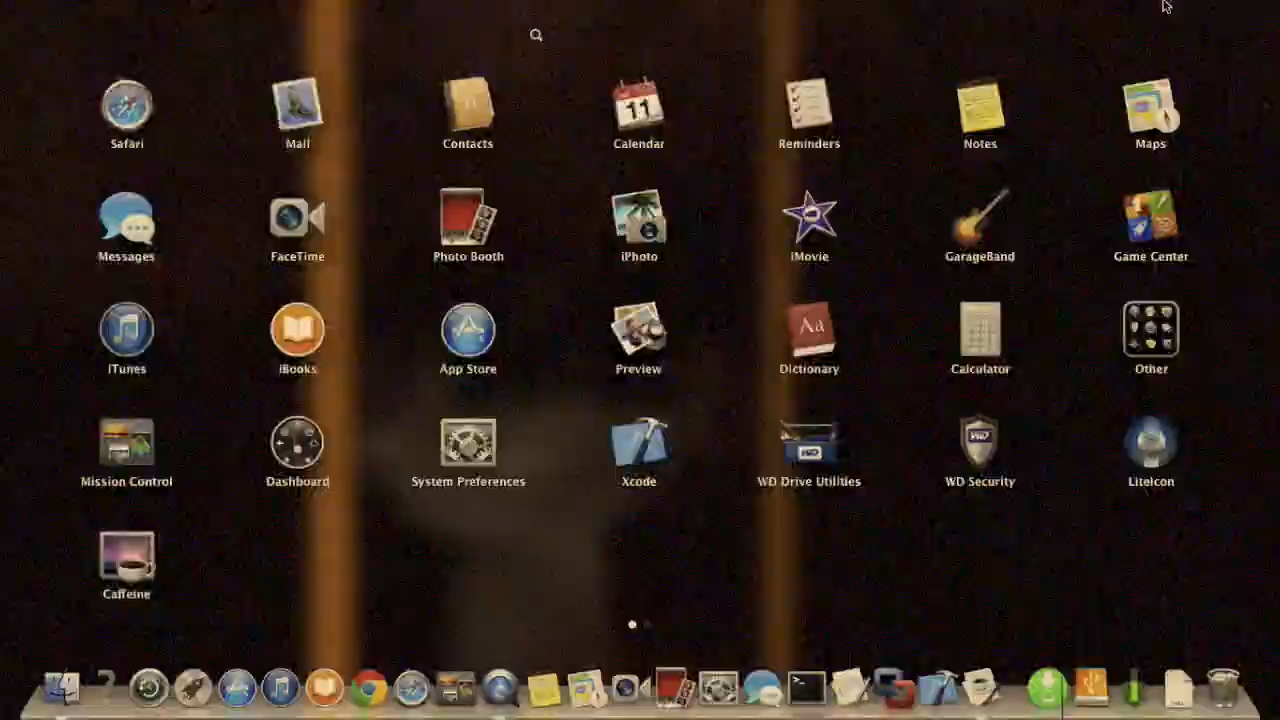 Safari Mail Contacts Calendar Reminders Notes Maps
11
Messages FaceTime Photo Booth iPhoto iMovie GarageBand Game Center
Aa
iTunes iBooks App Store Preview Dictionary Calculator Other
WD
WD
Mission Control Dashboard System Preferences Xcode WD Drive Utilities WD Security LiteIcon
Caffeine
?